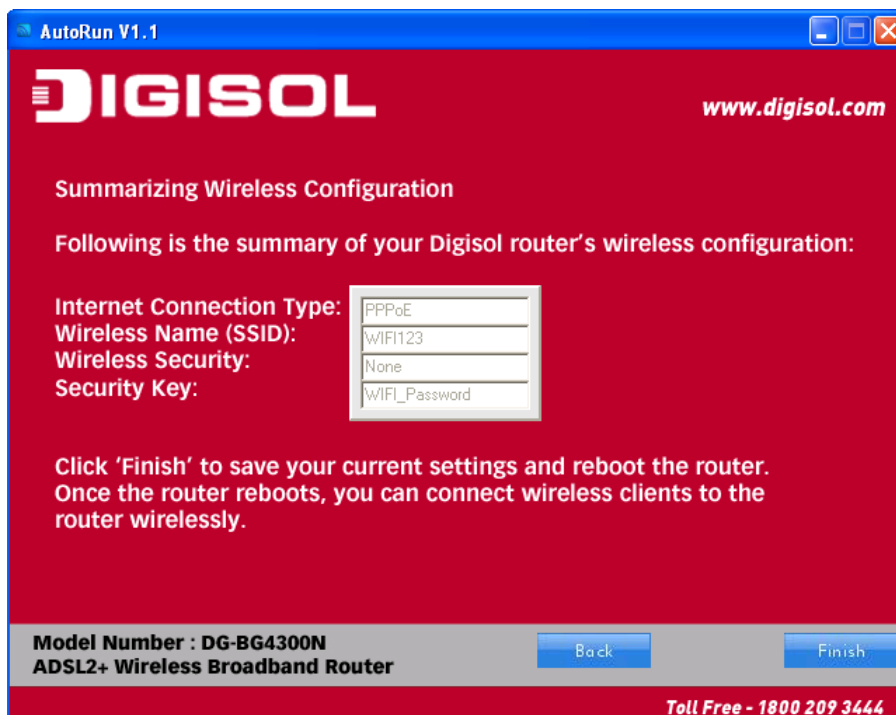 AutoRun V1.1
DIGISOL
www.digisol.com
Summarizing Wireless Configuration
Following is the summary of your Digisol router's wireless configuration:
Internet Connection Type: PPPoE
Wireless Name (SSID): WIFI123
Wireless Security: None
Security Key: WIFI_Password
Click 'Finish' to save your current settings and reboot the router.
Once the router reboots, you can connect wireless clients to the
router wirelessly.
Model Number : DG-BG4300N
ADSL2+ Wireless Broadband Router
Back
Finish
Toll Free - 1800 209 3444